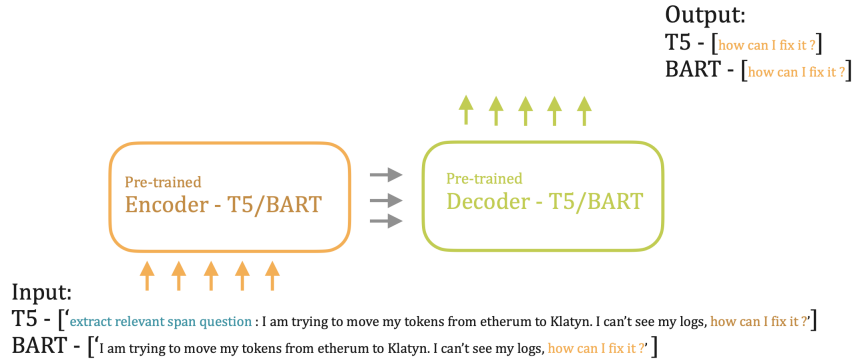 Output:
T5 - [how can I fix it ?]
BART - [how can I fix it ?]
Pre-trained
Encoder - T5/BART
Pre-trained
Decoder - T5/BART
Input:
T5 - [‘extract relevant span question : I am trying to move my tokens from etherum to Klatyn. I can’t see my logs, how can I fix it ?’]
BART - [‘I am trying to move my tokens from etherum to Klatyn. I can’t see my logs, how can I fix it ?’ ]